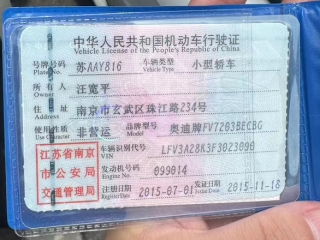 中华人民共和国机动车行驶证
Vehicle License of the People's Republic of China
号牌号码 苏AAY816 车辆类型 小型轿车
Plate No. Vehicle Type
所有人 汪宽平
Owner
住址 南京市玄武区珠江路234号
Address
使用性质 非营运 品牌型号 奥迪牌FV7203BECBG
Use Character Model
江苏省南京 车辆识别代号 LFV3A28K3F3023090
市公安局 VIN
交通管理局 发动机号码 099014
Engine No.
注册日期 2015-07-01 发证日期 2015-11-18
Register Date Issue Date